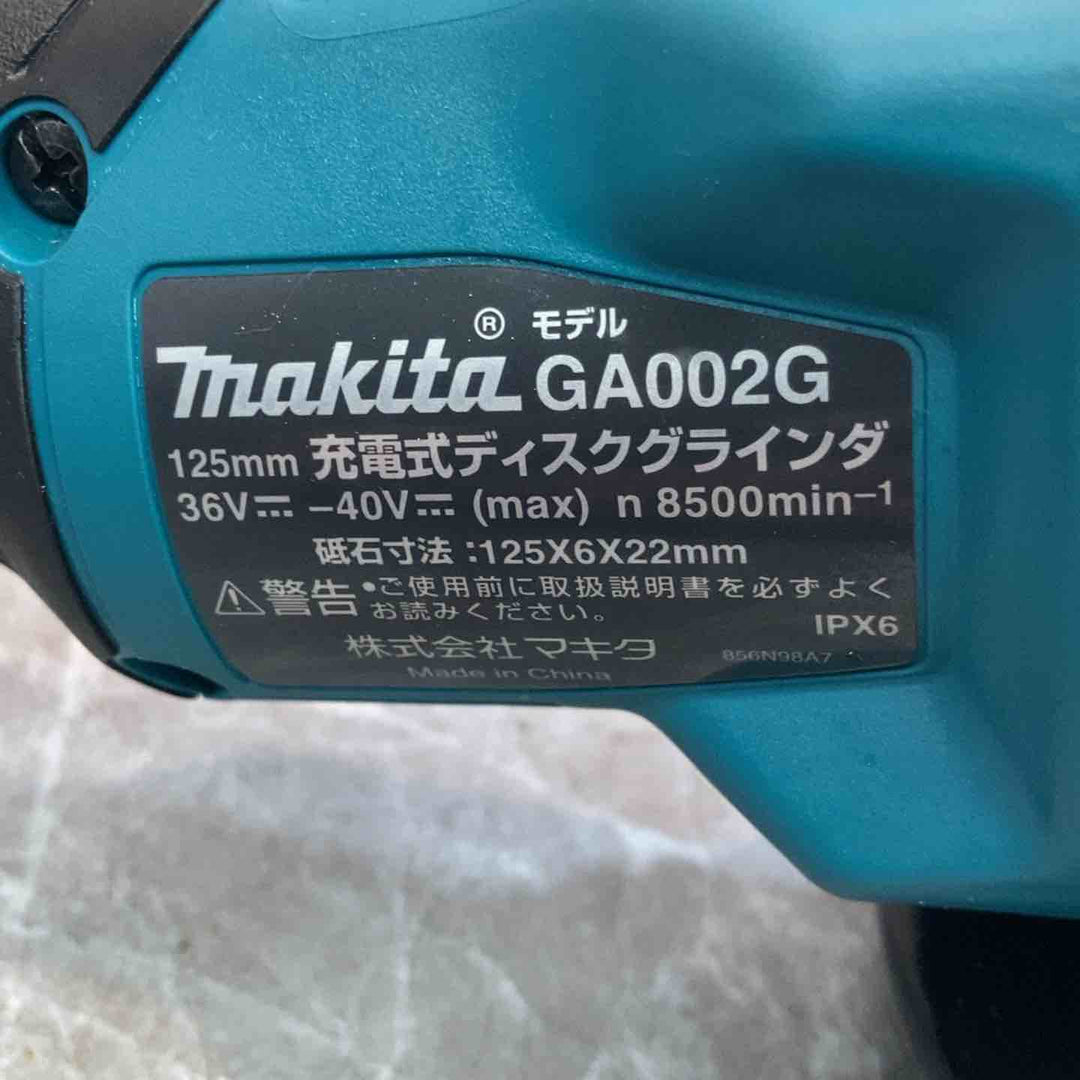 ® モデル
makita GA002G
125mm 充電式ディスクグラインダ
36V⎓ –40V⎓ (max) n 8500min⁻¹
砥石寸法:125X6X22mm
⚠警告 •ご使用前に取扱説明書を必ずよく
お読みください。
IPX6
株式会社マキタ 856N98A7
Made in China